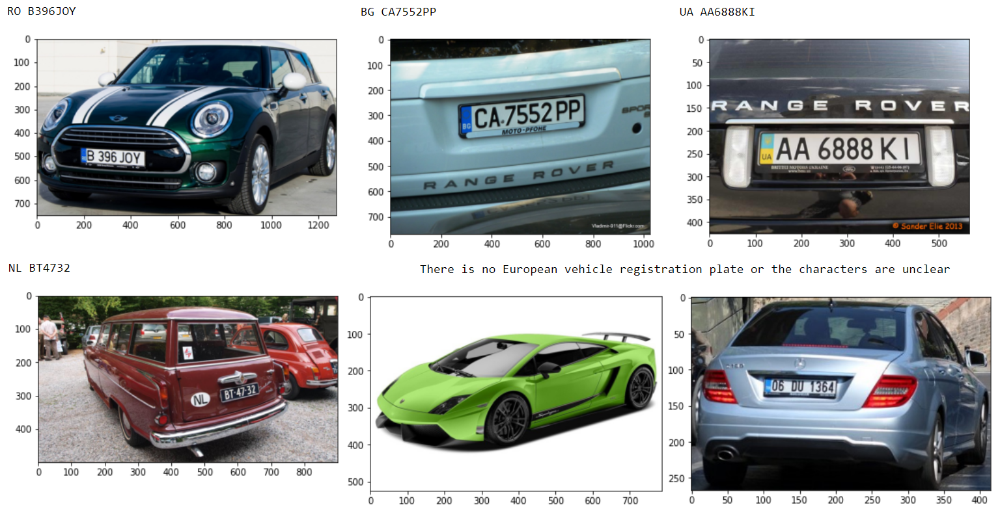 RO B396JOY
BG CA7552PP
UA AA6888KI
0
100
200
300
400
500
600
700
0 200 400 600 800 1000 1200
B 396 JOY
0
100
200
300
400
500
600
700
0 200 400 600 800 1000
BG CA 7552 PP
MOTO-PFOHE
SPOR
RANGE ROVER
Vladimir-911@Flickr.com
0
50
100
150
200
250
300
350
400
0 100 200 300 400 500
RANGE ROVER
UA AA 6888 KI
BRITISH MOTORS UKRAINE
© Sander Elie 2013
NL BT4732
There is no European vehicle registration plate or the characters are unclear
0
100
200
300
400
0 100 200 300 400 500 600 700 800
NL
BT-47-32
0
100
200
300
400
500
0 100 200 300 400 500 600 700
0
50
100
150
200
250
0 50 100 150 200 250 300 350 400
06 DU 1364